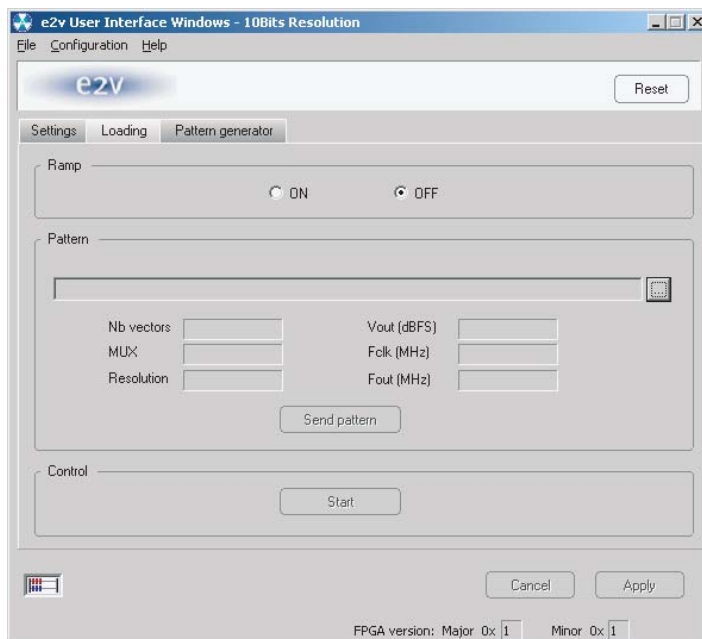 e2v User Interface Windows - 10Bits Resolution
File Configuration Help
e2v
Reset
Settings Loading Pattern generator
Ramp
ON OFF
Pattern
...
Nb vectors Vout (dBFS)
MUX Fclk (MHz)
Resolution Fout (MHz)
Send pattern
Control
Start
Cancel Apply
FPGA version: Major 0x 1 Minor 0x 1